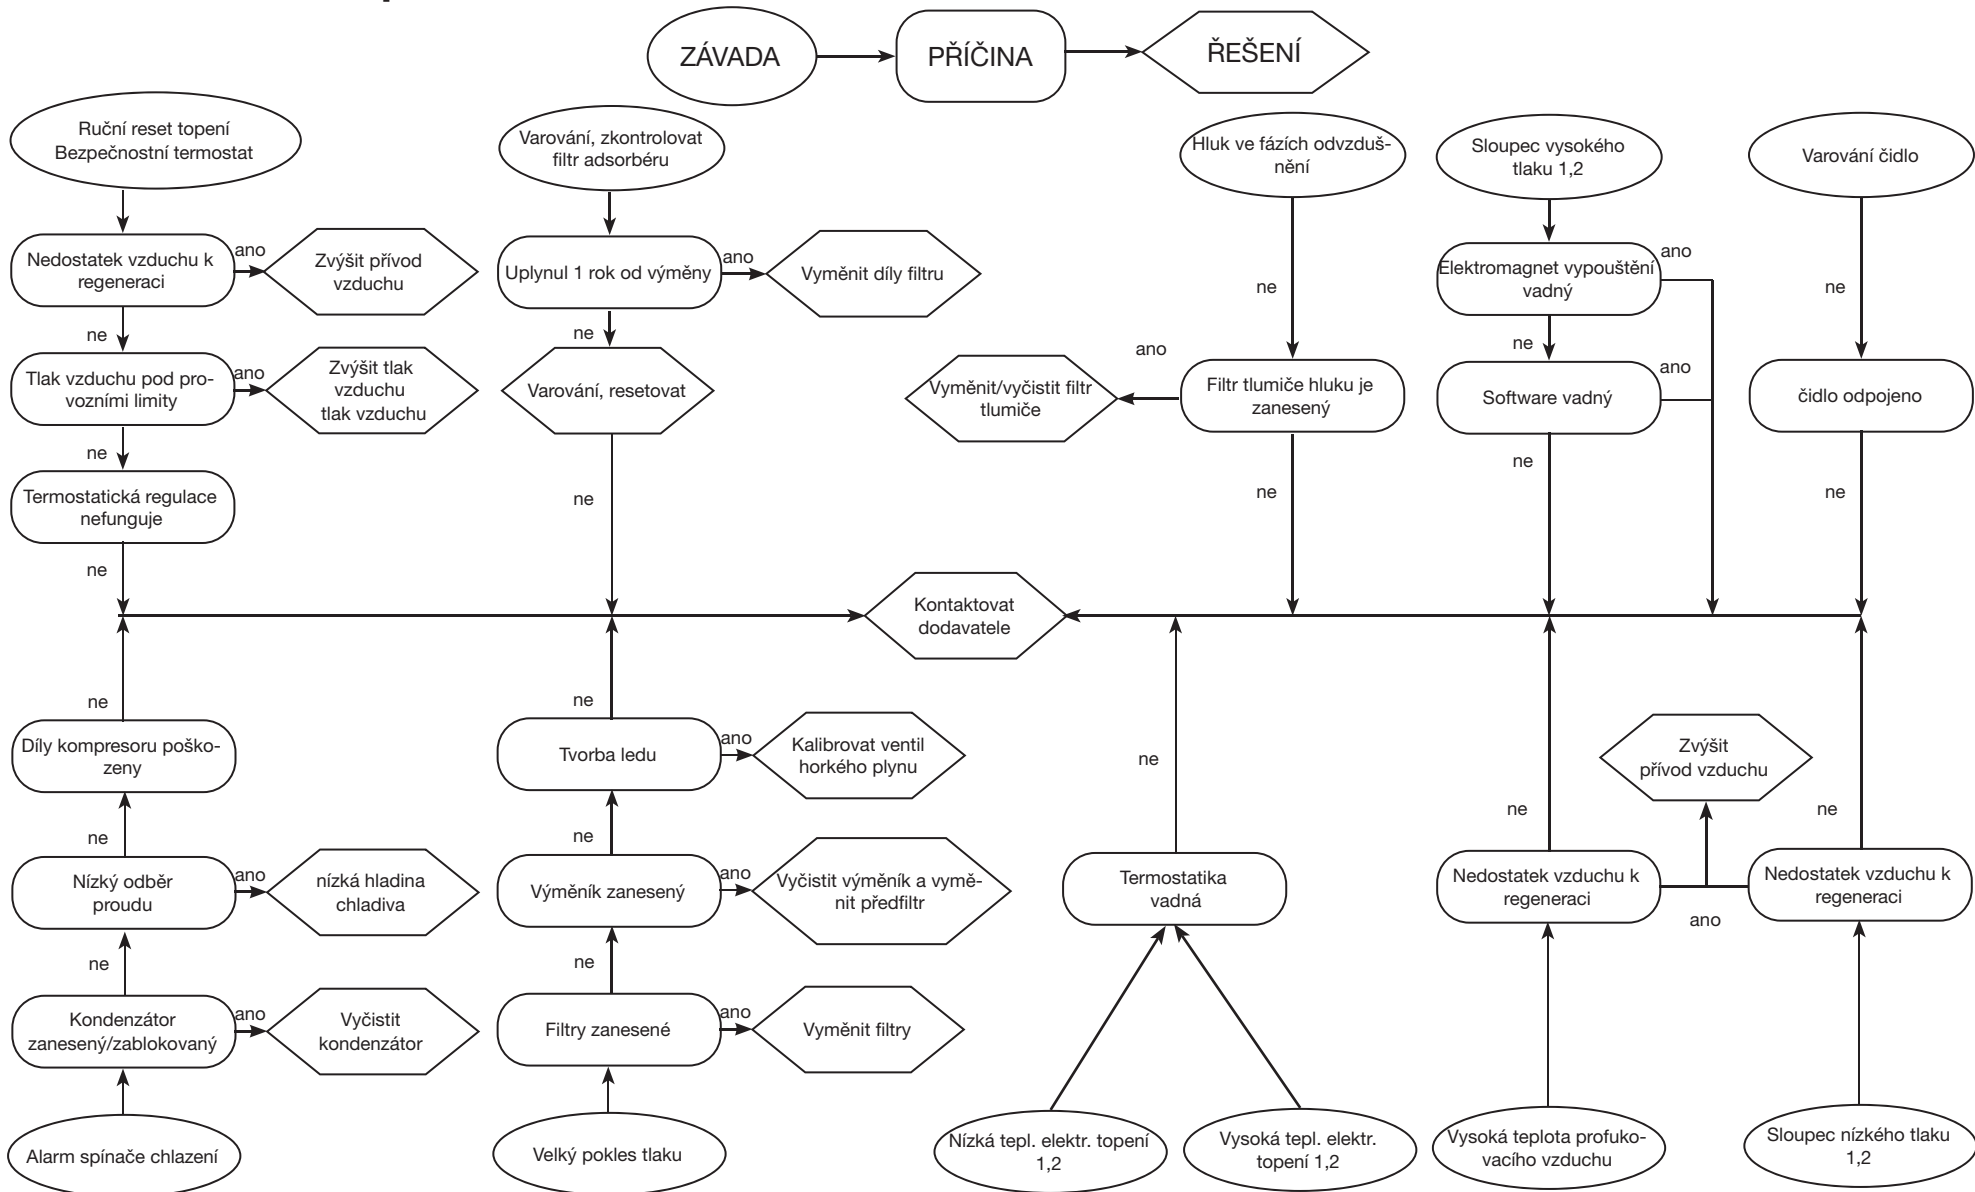 ZÁVADA
PŘÍČINA
ŘEŠENÍ
Ruční reset topení
Bezpečnostní termostat
Nedostatek vzduchu k
regeneraci
ano
Zvýšit přívod
vzduchu
ne
Tlak vzduchu pod pro-
vozními limity
ano
Zvýšit tlak
vzduchu
tlak vzduchu
ne
Termostatická regulace
nefunguje
ne
Varování, zkontrolovat
filtr adsorbéru
Uplynul 1 rok od výměny
ano
Vyměnit díly filtru
ne
Varování, resetovat
ne
Hluk ve fázích odvzduš-
nění
ne
Filtr tlumiče hluku je
zanesený
ano
Vyměnit/vyčistit filtr
tlumiče
ne
Sloupec vysokého
tlaku 1,2
Elektromagnet vypouštění
vadný
ano
ne
Software vadný
ano
ne
Varování čidlo
ne
čidlo odpojeno
ne
Kontaktovat
dodavatele
ne
Díly kompresoru poško-
zeny
ne
Nízký odběr
proudu
ano
nízká hladina
chladiva
ne
Kondenzátor
zanesený/zablokovaný
ano
Vyčistit
kondenzátor
Alarm spínače chlazení
ne
Tvorba ledu
ano
Kalibrovat ventil
horkého plynu
ne
Výměník zanesený
ano
Vyčistit výměník a vymě-
nit předfiltr
ne
Filtry zanesené
ano
Vyměnit filtry
Velký pokles tlaku
ne
Termostatika
vadná
Nízká tepl. elektr. topení
1,2
Vysoká tepl. elektr.
topení 1,2
ne
Nedostatek vzduchu k
regeneraci
Vysoká teplota profuko-
vacího vzduchu
Zvýšit
přívod vzduchu
ano
ne
Nedostatek vzduchu k
regeneraci
Sloupec nízkého tlaku
1,2